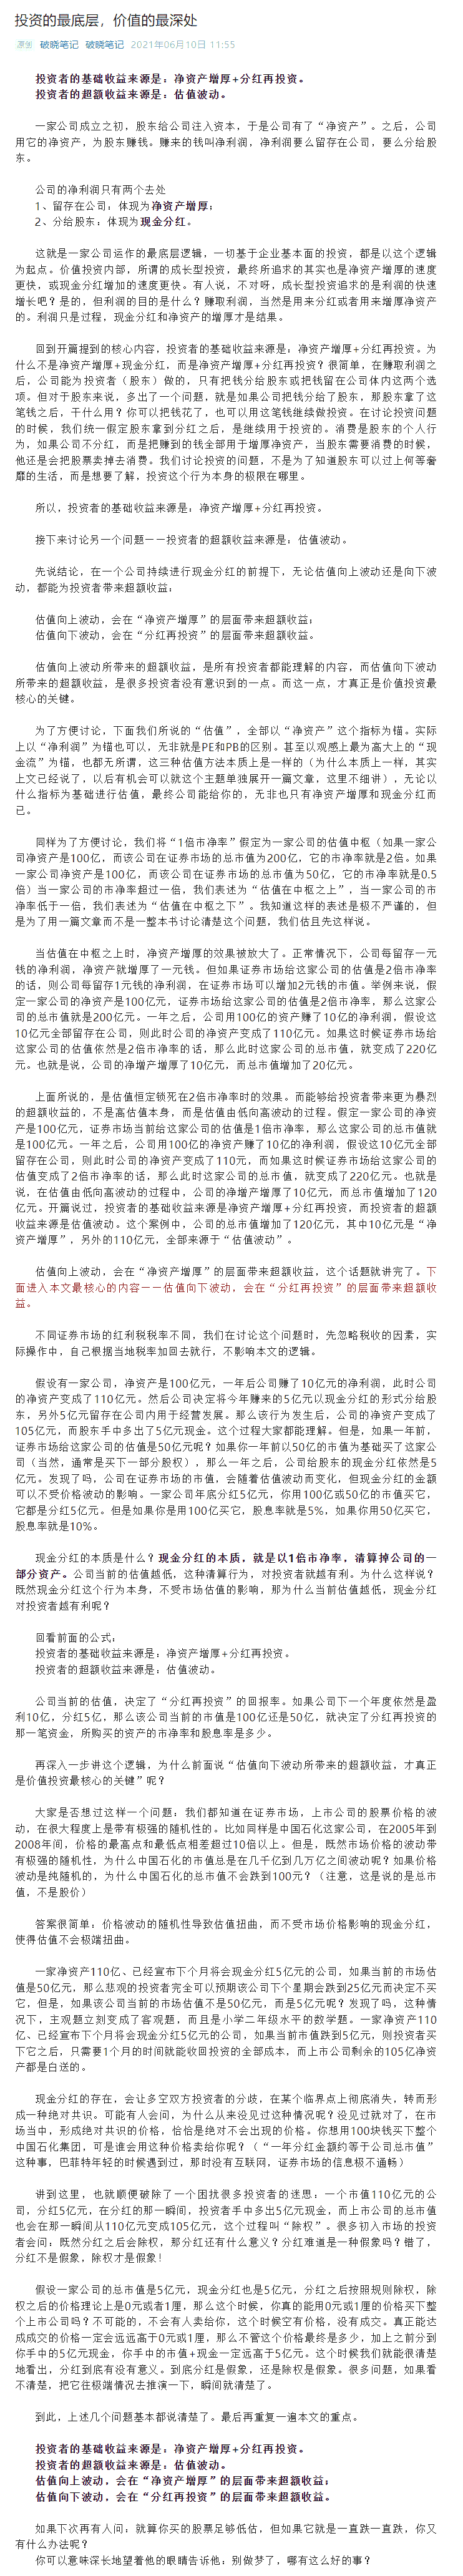 投资的最底层，价值的最深处
原创 破晓笔记 破晓笔记 2021年06月10日 11:55
投资者的基础收益来源是：净资产增厚+分红再投资。
投资者的超额收益来源是：估值波动。
一家公司成立之初，股东给公司注入资本，于是公司有了“净资产”。之后，公司
用它的净资产，为股东赚钱。赚来的钱叫净利润，净利润要么留存在公司，要么分给股
东。
公司的净利润只有两个去处
1、留存在公司：体现为净资产增厚；
2、分给股东：体现为现金分红。
这就是一家公司运作的最底层逻辑，一切基于企业基本面的投资，都是以这个逻辑
为起点。价值投资内部，所谓的成长型投资，最终所追求的其实也是净资产增厚的速度
更快，或现金分红增加的速度更快。有人说，不对呀，成长型投资追求的是利润的快速
增长吧？是的，但利润的目的是什么？赚取利润，当然是用来分红或者用来增厚净资产
的。利润只是过程，现金分红和净资产的增厚才是结果。
回到开篇提到的核心内容，投资者的基础收益来源是：净资产增厚+分红再投资。为
什么不是净资产增厚+现金分红，而是净资产增厚+分红再投资？很简单，在赚取利润之
后，公司能为投资者（股东）做的，只有把钱分给股东或把钱留在公司体内这两个选
项。但对于股东来说，多出了一个问题，就是如果公司把钱分给了股东，那股东拿了这
笔钱之后，干什么用？你可以把钱花了，也可以用这笔钱继续做投资。在讨论投资问题
的时候，我们统一假定股东拿到分红之后，是继续用于投资的。消费是股东的个人行
为，如果公司不分红，而是把赚到的钱全部用于增厚净资产，当股东需要消费的时候，
他还是会把股票卖掉去消费。我们讨论投资的问题，不是为了知道股东可以过上何等奢
靡的生活，而是想要了解，投资这个行为本身的极限在哪里。
所以，投资者的基础收益来源是：净资产增厚+分红再投资。
接下来讨论另一个问题——投资者的超额收益来源是：估值波动。
先说结论，在一个公司持续进行现金分红的前提下，无论估值向上波动还是向下波
动，都能为投资者带来超额收益：
估值向上波动，会在“净资产增厚”的层面带来超额收益；
估值向下波动，会在“分红再投资”的层面带来超额收益。
估值向上波动所带来的超额收益，是所有投资者都能理解的内容，而估值向下波动
所带来的超额收益，是很多投资者没有意识到的一点。而这一点，才真正是价值投资最
核心的关键。
为了方便讨论，下面我们所说的“估值”，全部以“净资产”这个指标为锚。实际
上以“净利润”为锚也可以，无非就是PE和PB的区别。甚至以观感上最为高大上的“现
金流”为锚，也都无所谓，这三种估值方法本质上是一样的（为什么本质上一样，其实
上文已经说了，以后有机会可以就这个主题单独展开一篇文章，这里不细讲），无论以
什么指标为基础进行估值，最终公司能给你的，无非也只有净资产增厚和现金分红而
已。
同样为了方便讨论，我们将“1倍市净率”假定为一家公司的估值中枢（如果一家公
司净资产是100亿，而该公司在证券市场的总市值为200亿，它的市净率就是2倍。如果
一家公司净资产是100亿，而该公司在证券市场的总市值为50亿，它的市净率就是0.5
倍）当一家公司的市净率超过一倍，我们表述为“估值在中枢之上”，当一家公司的市
净率低于一倍，我们表述为“估值在中枢之下”。我知道这样的表述是极不严谨的，但
是为了用一篇文章而不是一整本书讨论清楚这个问题，我们估且先这样说。
当估值在中枢之上时，净资产增厚的效果被放大了。正常情况下，公司每留存一元
钱的净利润，净资产就增厚了一元钱。但如果证券市场给这家公司的估值是2倍市净率
的话，则公司每留存1元钱的净利润，在证券市场可以增加2元钱的市值。举例来说，假
定一家公司的净资产是100亿元，证券市场给这家公司的估值是2倍市净率，那么这家公
司的总市值就是200亿元。一年之后，公司用100亿的资产赚了10亿的净利润，假设这
10亿元全部留存在公司，则此时公司的净资产变成了110亿元。如果这时候证券市场给
这家公司的估值依然是2倍市净率的话，那么此时这家公司的总市值，就变成了220亿
元。也就是说，公司的净增产增厚了10亿元，而总市值增加了20亿元。
上面所说的，是估值恒定锁死在2倍市净率时的效果。而能够给投资者带来更为暴烈
的超额收益的，不是高估值本身，而是估值由低向高波动的过程。假定一家公司的净资
产是100亿元，证券市场当前给这家公司的估值是1倍市净率，那么这家公司的总市值就
是100亿元。一年之后，公司用100亿的净资产赚了10亿的净利润，假设这10亿元全部
留存在公司，则此时公司的净资产变成了110元，而如果这时候证券市场给这家公司的
估值变成了2倍市净率的话，那么此时这家公司的总市值，就变成了220亿元。也就是
说，在估值由低向高波动的过程中，公司的净增产增厚了10亿元，而总市值增加了120
亿元。开篇说过，投资者的基础收益来源是净资产增厚+分红再投资，而投资者的超额
收益来源是估值波动。这个案例中，公司的总市值增加了120亿元，其中10亿元是“净
资产增厚”，另外的110亿元，全部来源于“估值波动”。
估值向上波动，会在“净资产增厚”的层面带来超额收益，这个话题就讲完了。下
面进入本文最核心的内容——估值向下波动，会在“分红再投资”的层面带来超额收
益。
不同证券市场的红利税税率不同，我们在讨论这个问题时，先忽略税收的因素，实
际操作中，自己根据当地税率加回去就行，不影响本文的逻辑。
假设有一家公司，净资产是100亿元，一年后公司赚了10亿元的净利润，此时公司
的净资产变成了110亿元。然后公司决定将今年赚来的5亿元以现金分红的形式分给股
东，另外5亿元留存在公司内用于经营发展。那么该行为发生后，公司的净资产变成了
105亿元，而股东手中多出了5亿元现金。这个过程大家都能理解。但是，如果一年前，
证券市场给这家公司的估值是50亿元呢？如果你一年前以50亿的市值为基础买了这家公
司（当然，通常是买下一部分股权），那么一年之后，公司给股东的现金分红依然是5
亿元。发现了吗，公司在证券市场的市值，会随着估值波动而变化，但现金分红的金额
可以不受价格波动的影响。一家公司年底分红5亿元，你用100亿或50亿的市值买它，
它都是分红5亿元。但是如果你是用100亿买它，股息率就是5%，如果你用50亿买它，
股息率就是10%。
现金分红的本质是什么？现金分红的本质，就是以1倍市净率，清算掉公司的一
部分资产。公司当前的估值越低，这种清算行为，对投资者就越有利。为什么这样说？
既然现金分红这个行为本身，不受市场估值的影响，那为什么当前估值越低，现金分红
对投资者越有利呢？
回看前面的公式：
投资者的基础收益来源是：净资产增厚+分红再投资。
投资者的超额收益来源是：估值波动。
公司当前的估值，决定了“分红再投资”的回报率。如果公司下一个年度依然是盈
利10亿，分红5亿，那么该公司当前的市值是100亿还是50亿，就决定了分红再投资的
那一笔资金，所购买的资产的市净率和股息率是多少。
再深入一步讲这个逻辑，为什么前面说“估值向下波动所带来的超额收益，才真正
是价值投资最核心的关键”呢？
大家是否想过这样一个问题：我们都知道在证券市场，上市公司的股票价格的波
动，在很大程度上是带有极强的随机性的。比如同样是中国石化这家公司，在2005年到
2008年间，价格的最高点和最低点相差超过10倍以上。但是，既然市场价格的波动带
有极强的随机性，为什么中国石化的市值总是在几千亿到几万亿之间波动呢？如果价格
波动是纯随机的，为什么中国石化的总市值不会跌到100元？（注意，这是说的是总市
值，不是股价）
答案很简单：价格波动的随机性导致估值扭曲，而不受市场价格影响的现金分红，
使得估值不会极端扭曲。
一家净资产110亿、已经宣布下个月将会现金分红5亿元的公司，如果当前的市场估
值是50亿元，那么悲观的投资者完全可以预期该公司下个星期会跌到25亿元而决定不买
它，但是，如果该公司当前的市场估值不是50亿元，而是5亿元呢？发现了吗，这种情
况下，主观题立刻变成了客观题，而且是小学二年级水平的数学题。一家净资产110
亿、已经宣布下个月将会现金分红5亿元的公司，如果当前市值跌到5亿元，则投资者买
下它之后，只需要1个月的时间就能收回投资的全部成本，而上市公司剩余的105亿净资
产都是白送的。
现金分红的存在，会让多空双方投资者的分歧，在某个临界点上彻底消失，转而形
成一种绝对共识。可能有人会问，为什么从来没见过这种情况呢？没见过就对了，在市
场当中，形成绝对共识的价格，恰恰是绝对不会出现的价格。你想用100块钱买下整个
中国石化集团，可是谁会用这种价格卖给你呢？（“一年分红金额约等于公司总市值”
这种事，巴菲特年轻的时候遇到过，那时没有互联网，证券市场的信息极不通畅）
讲到这里，也就顺便破除了一个困扰很多投资者的迷思：一个市值110亿元的公
司，分红5亿元，在分红的那一瞬间，投资者手中多出5亿元现金，而上市公司的总市值
也会在那一瞬间从110亿元变成105亿元，这个过程叫“除权”。很多初入市场的投资
者会问：既然分红之后会除权，那分红还有什么意义？分红难道是一种假象吗？错了，
分红不是假象，除权才是假象！
假设一家公司的总市值是5亿元，现金分红也是5亿元，分红之后按照规则除权，除
权之后的价格理论上是0元或者1厘，那么这个时候，你真的能用0元或1厘的价格买下整
个上市公司吗？不可能的，不会有人卖给你，这个时候空有价格，没有成交。真正能达
成成交的价格一定会远远高于0元或1厘，那么不管这个价格最终是多少，加上之前分到
你手中的5亿元现金，你手中的市值+现金一定远高于5亿元。这个时候我们就能很清楚
地看出，分红到底有没有意义。到底分红是假象，还是除权是假象。很多问题，如果看
不清楚，把它往极端情况去推演一下，瞬间就清楚了。
到此，上述几个问题基本都说清楚了。最后再重复一遍本文的重点。
投资者的基础收益来源是：净资产增厚+分红再投资。
投资者的超额收益来源是：估值波动。
估值向上波动，会在“净资产增厚”的层面带来超额收益；
估值向下波动，会在“分红再投资”的层面带来超额收益。
如果下次再有人问：就算你买的股票足够低估，但如果它就是一直跌一直跌，你又
有什么办法呢？
你可以意味深长地望着他的眼睛告诉他：别做梦了，哪有这么好的事？